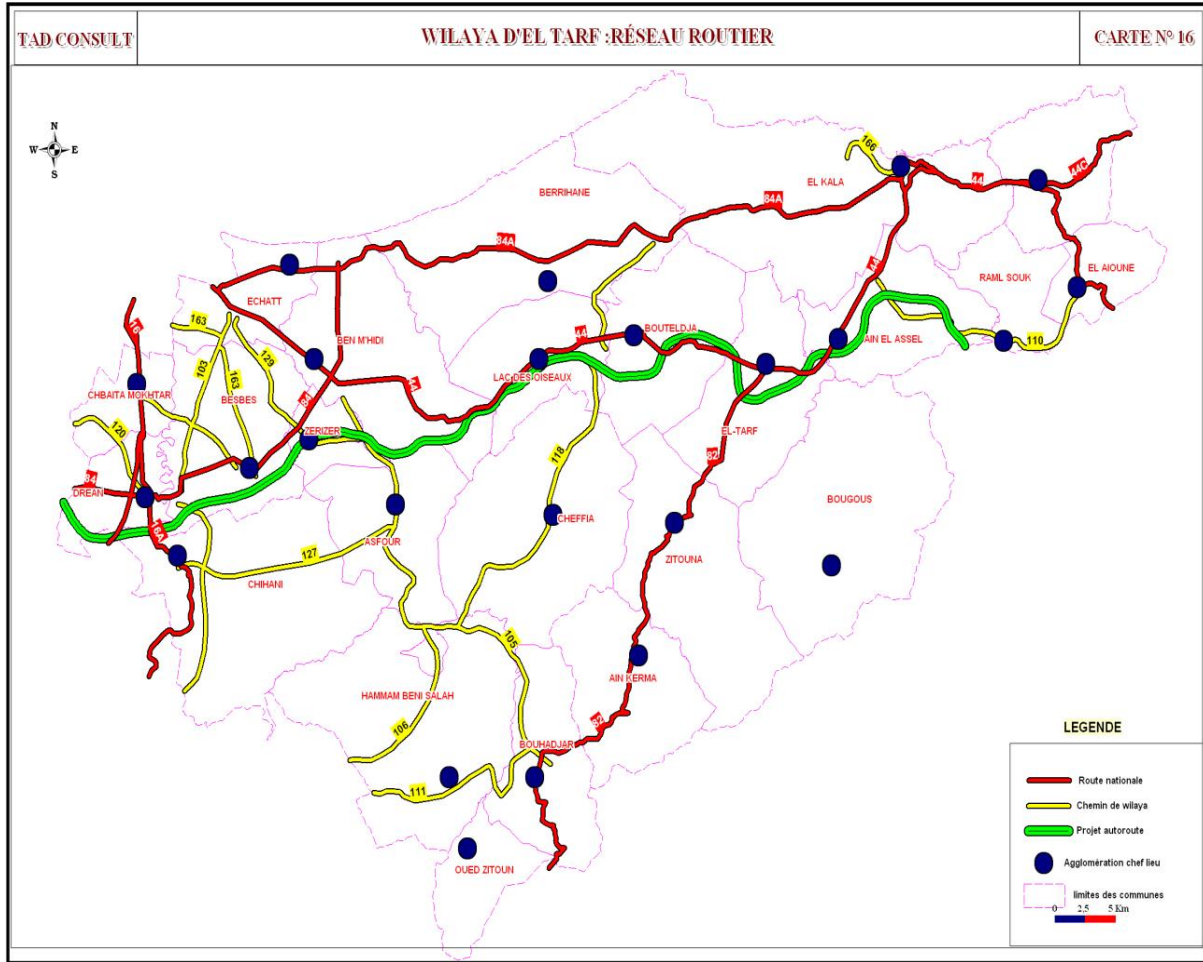 TAD CONSULT
WILAYA D'EL TARF :RÉSEAU ROUTIER
CARTE N° 16
N
W E
S
166
EL KALA
44
44C
BERRIHANE
84A
84A
44
RAML SOUK
EL AIOUNE
ECHATT
16
163
BEN M'HIDI
129
103
163
44
BOUTELDJA
AIN EL ASSEL
110
LAC DES OISEAUX
CHBAITA MOKHTAR
BESBES
44
120
ZERIZER
EL-TARF
82
118
84
DREAN
BOUGOUS
16A
CHEFFIA
ASFOUR
ZITOUNA
127
CHIHANI
105
AIN KERMA
HAMMAM BENI SALAH
106
82
BOUHADJAR
111
OUED ZITOUN
LEGENDE
Route nationale
Chemin de wilaya
Projet autoroute
Agglomération chef lieu
limites des communes
0 2,5 5 Km